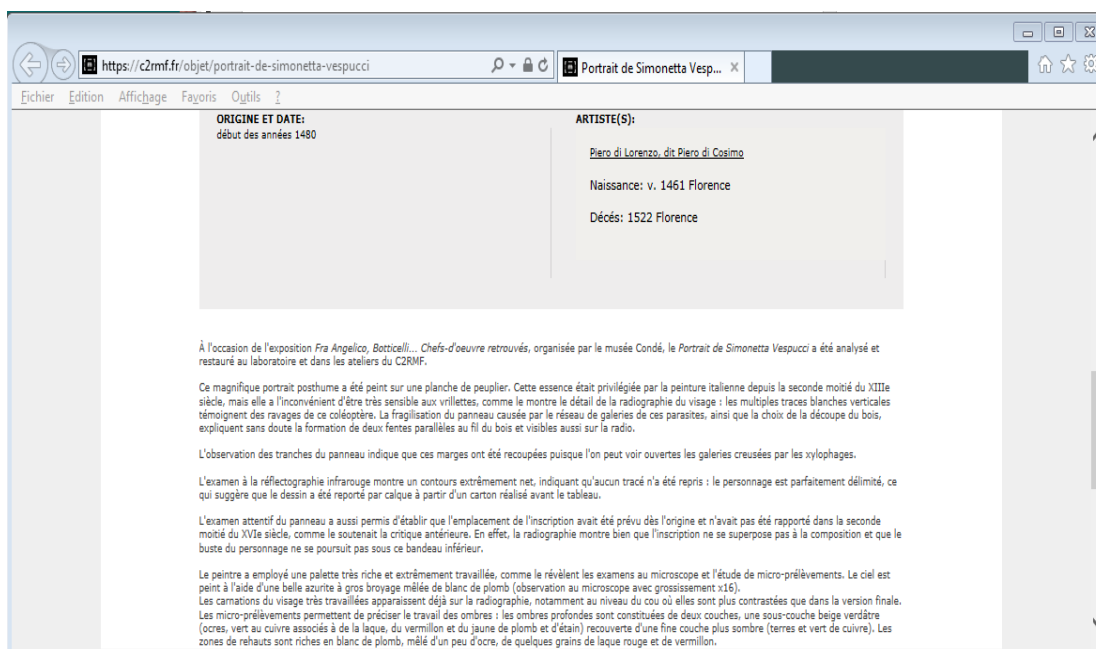 https://c2rmf.fr/objet/portrait-de-simonetta-vespucci
Portrait de Simonetta Vesp...
Fichier Edition Affichage Favoris Outils ?
ORIGINE ET DATE:
début des années 1480
ARTISTE(S):
Piero di Lorenzo, dit Piero di Cosimo
Naissance: v. 1461 Florence
Décés: 1522 Florence
À l'occasion de l'exposition Fra Angelico, Botticelli... Chefs-d'oeuvre retrouvés, organisée par le musée Condé, le Portrait de Simonetta Vespucci a été analysé et
restauré au laboratoire et dans les ateliers du C2RMF.
Ce magnifique portrait posthume a été peint sur une planche de peuplier. Cette essence était privilégiée par la peinture italienne depuis la seconde moitié du XIIIe
siècle, mais elle a l'inconvénient d'être très sensible aux vrillettes, comme le montre le détail de la radiographie du visage : les multiples traces blanches verticales
témoignent des ravages de ce coléoptère. La fragilisation du panneau causée par le réseau de galeries de ces parasites, ainsi que la choix de la découpe du bois,
expliquent sans doute la formation de deux fentes parallèles au fil du bois et visibles aussi sur la radio.
L'observation des tranches du panneau indique que ces marges ont été recoupées puisque l'on peut voir ouvertes les galeries creusées par les xylophages.
L'examen à la réflectographie infrarouge montre un contours extrêmement net, indiquant qu'aucun tracé n'a été repris : le personnage est parfaitement délimité, ce
qui suggère que le dessin a été reporté par calque à partir d'un carton réalisé avant le tableau.
L'examen attentif du panneau a aussi permis d'établir que l'emplacement de l'inscription avait été prévu dès l'origine et n'avait pas été rapporté dans la seconde
moitié du XVIe siècle, comme le soutenait la critique antérieure. En effet, la radiographie montre bien que l'inscription ne se superpose pas à la composition et que le
buste du personnage ne se poursuit pas sous ce bandeau inférieur.
Le peintre a employé une palette très riche et extrêmement travaillée, comme le révèlent les examens au microscope et l'étude de micro-prélèvements. Le ciel est
peint à l'aide d'une belle azurite à gros broyage mêlée de blanc de plomb (observation au microscope avec grossissement x16).
Les carnations du visage très travaillées apparaissent déjà sur la radiographie, notamment au niveau du cou où elles sont plus contrastées que dans la version finale.
Les micro-prélèvements permettent de préciser le travail des ombres : les ombres profondes sont constituées de deux couches, une sous-couche beige verdâtre
(ocres, vert au cuivre associés à de la laque, du vermillon et du jaune de plomb et d'étain) recouverte d'une fine couche plus sombre (terres et vert de cuivre). Les
zones de rehauts sont riches en blanc de plomb, mêlé d'un peu d'ocre, de quelques grains de laque rouge et de vermillon.